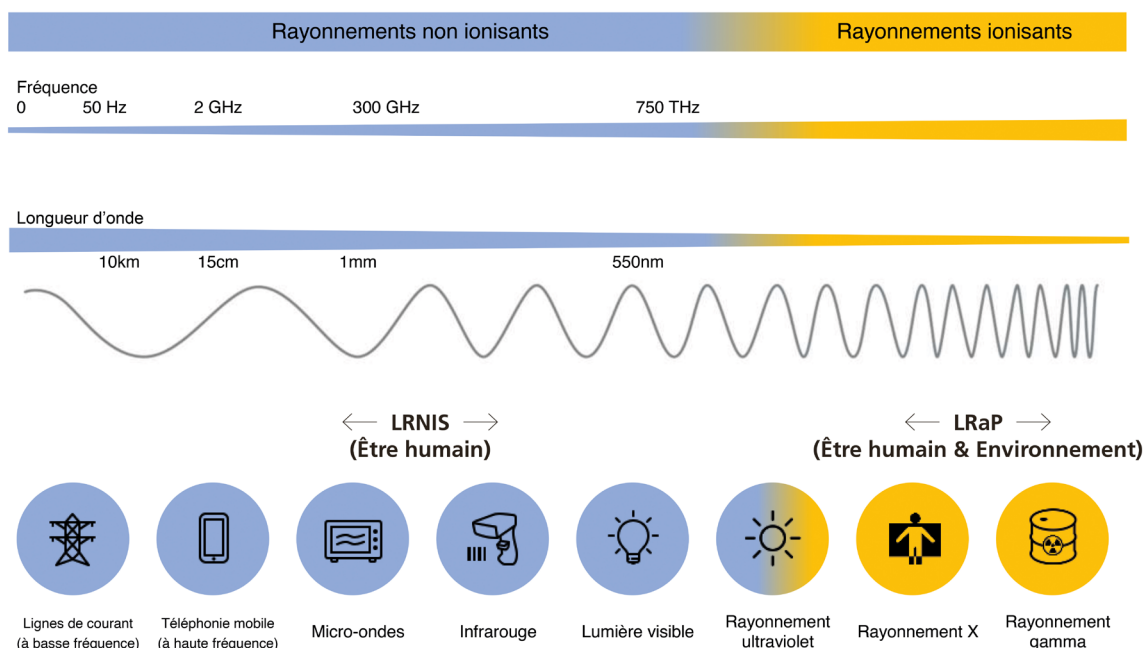 Rayonnements non ionisants
Rayonnements ionisants
Fréquence
0
50 Hz
2 GHz
300 GHz
750 THz
Longueur d'onde
10km
15cm
1mm
550nm
LRNIS
(Être humain)
LRaP
(Être humain & Environnement)
Lignes de courant
(à basse fréquence)
Téléphonie mobile
(à haute fréquence)
Micro-ondes
Infrarouge
Lumière visible
Rayonnement
ultraviolet
Rayonnement X
Rayonnement
gamma